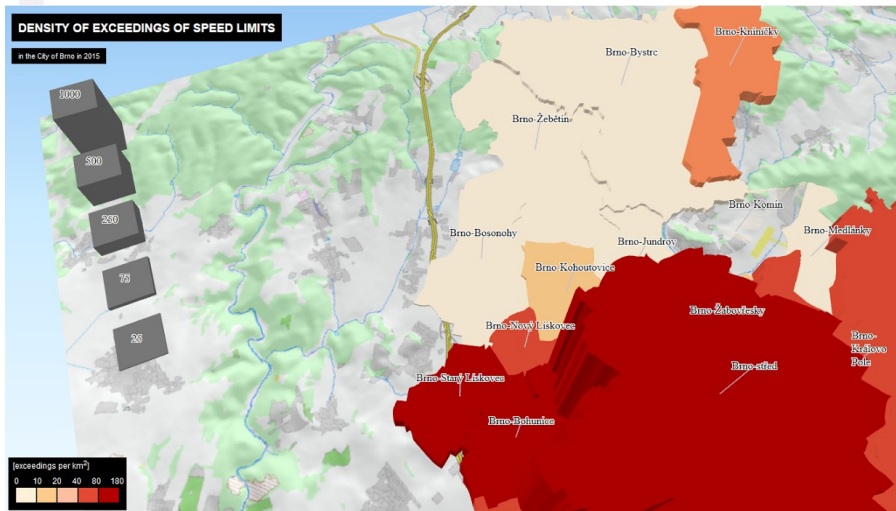 DENSITY OF EXCEEDINGS OF SPEED LIMITS
in the City of Brno in 2015
1000
500
250
75
25
Brno-Kníničky
Brno-Bystrc
Brno-Žebětín
Brno-Komín
Brno-Medlánky
Brno-Bosonohy
Brno-Jundrov
Brno-Kohoutovice
Brno-Žabovřesky
Brno-Nový Lískovec
Brno-
Královo
Pole
Brno-střed
Brno-Starý Lískovec
Brno-Bohunice
[exceedings per km²]
0 10 20 40 80 180